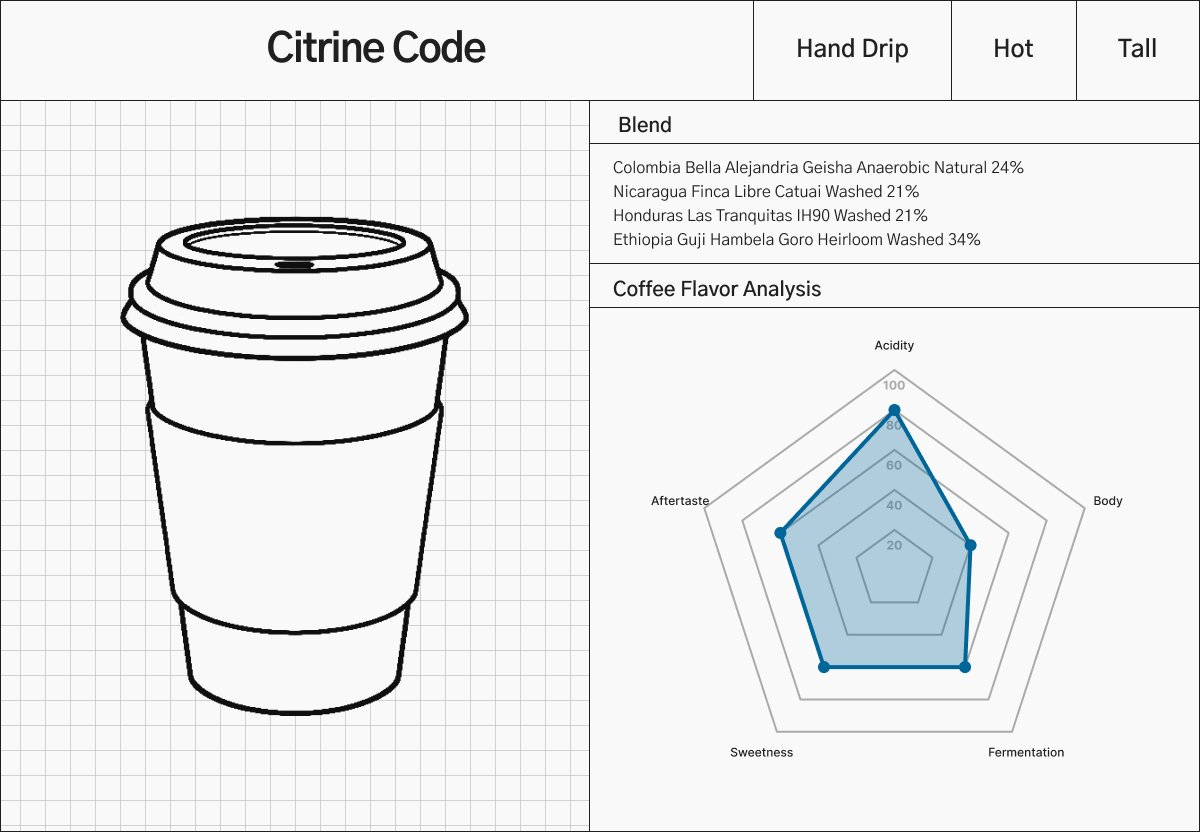 Citrine Code
Hand Drip
Hot
Tall
Blend
Colombia Bella Alejandria Geisha Anaerobic Natural 24%
Nicaragua Finca Libre Catuai Washed 21%
Honduras Las Tranquitas IH90 Washed 21%
Ethiopia Guji Hambela Goro Heirloom Washed 34%
Coffee Flavor Analysis
Acidity
100
80
60
40
20
Aftertaste
Body
Sweetness
Fermentation